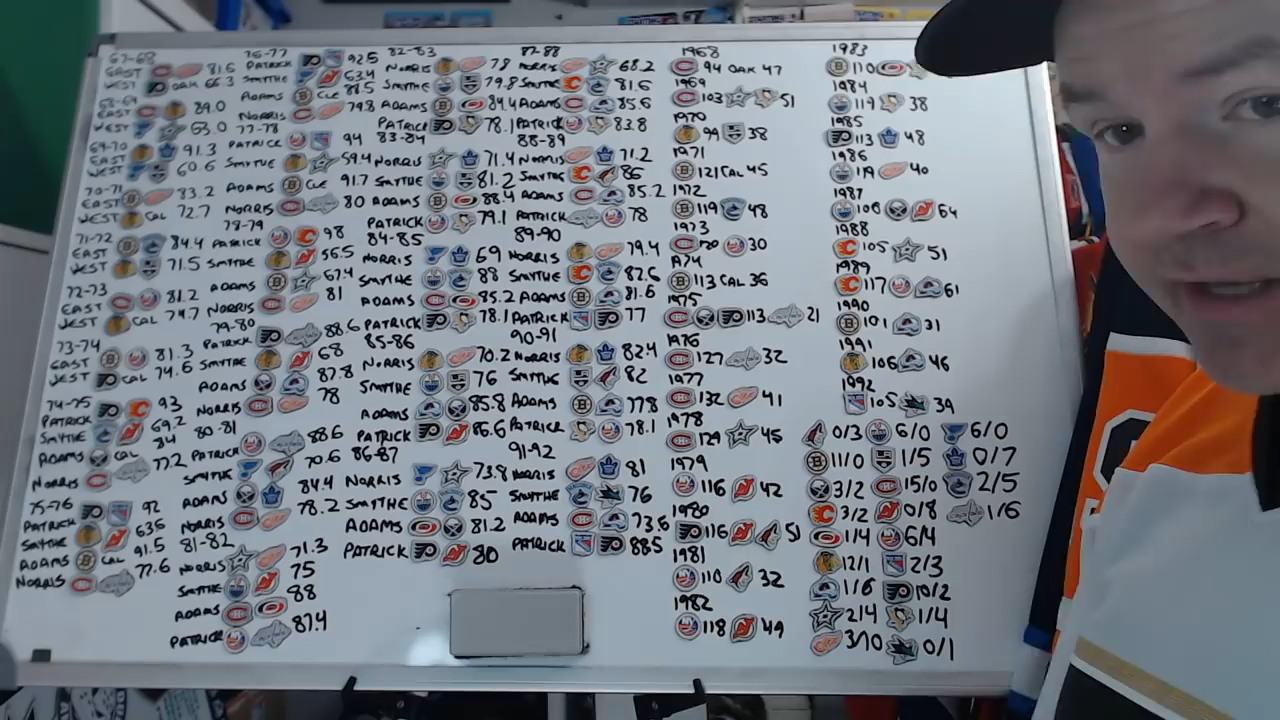 67-68
EAST 81.6
WEST OAK 66.3
68-69
EAST 89.0
WEST 63.0
69-70
EAST 91.3
WEST 60.6
70-71
EAST 83.2
WEST CAL 72.7
71-72
EAST 84.4
WEST 71.5
72-73
EAST 81.2
WEST CAL 74.7
73-74
EAST 81.3
WEST CAL 74.6
74-75
PATRICK 93
SMYTHE 69.2
ADAMS CAL 84
NORRIS 77.2
75-76
PATRICK 92
SMYTHE 63.5
ADAMS CAL 91.5
NORRIS 77.6
76-77
PATRICK 92.5
SMYTHE 63.4
ADAMS CLE 88.5
NORRIS 79.8
77-78
PATRICK 94
SMYTHE 59.4
ADAMS CLE 91.7
NORRIS 80
78-79
PATRICK 98
SMYTHE 56.5
ADAMS 67.4
NORRIS 81
79-80
PATRICK 88.6
SMYTHE 68
ADAMS 87.8
NORRIS 78
80-81
PATRICK 88.6
SMYTHE 70.6
ADAMS 84.4
NORRIS 78.2
81-82
NORRIS 71.3
SMYTHE 75
ADAMS 88
PATRICK 87.4
82-83
NORRIS 78
SMYTHE 79.8
ADAMS 84.4
PATRICK 78.1
83-84
NORRIS 71.4
SMYTHE 81.2
ADAMS 88.4
PATRICK 79.1
84-85
NORRIS 69
SMYTHE 88
ADAMS 85.2
PATRICK 78.1
85-86
NORRIS 70.2
SMYTHE 76
ADAMS 85.8
PATRICK 86.6
86-87
NORRIS 73.8
SMYTHE 85
ADAMS 81.2
PATRICK 80
87-88
NORRIS 68.2
SMYTHE 81.6
ADAMS 85.6
PATRICK 83.8
88-89
NORRIS 71.2
SMYTHE 86
ADAMS 85.2
PATRICK 78
89-90
NORRIS 79.4
SMYTHE 82.6
ADAMS 81.6
PATRICK 77
90-91
NORRIS 82.4
SMYTHE 82
ADAMS 77.8
PATRICK 78.1
91-92
NORRIS 81
SMYTHE 76
ADAMS 73.6
PATRICK 88.5
1968
94 OAK 47
1969
103 51
1970
99 38
1971
121 CAL 45
1972
119 48
1973
120 30
1974
113 CAL 36
1975
113 21
1976
127 32
1977
132 41
1978
129 45
1979
116 42
1980
116 51
1981
110 32
1982
118 49
1983
110
1984
119 38
1985
113 48
1986
119 40
1987
106 64
1988
105 51
1989
117 61
1990
101 31
1991
106 46
1992
105 39
0/3 6/0 6/0
11/0 1/5 0/7
3/2 15/0 2/5
3/2 0/8 1/6
1/4 6/4
12/1 2/3
1/6 10/2
2/4 1/4
3/10 0/1